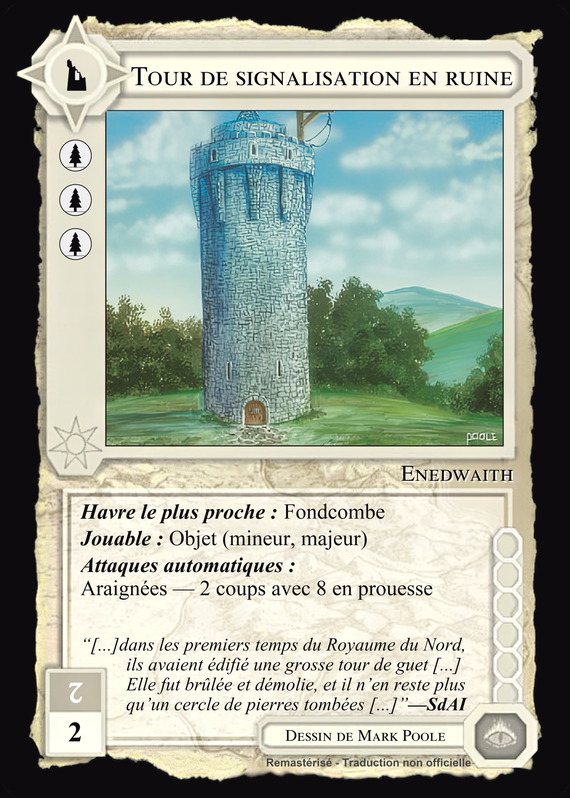 Tour de signalisation en ruine
POOLE
Enedwaith
Havre le plus proche : Fondcombe
Jouable : Objet (mineur, majeur)
Attaques automatiques :
Araignées — 2 coups avec 8 en prouesse
“[...]dans les premiers temps du Royaume du Nord,
ils avaient édifié une grosse tour de guet [...]
Elle fut brûlée et démolie, et il n’en reste plus
qu’un cercle de pierres tombées [...]”—SdAI
2
Dessin de Mark Poole
Remastérisé - Traduction non officielle